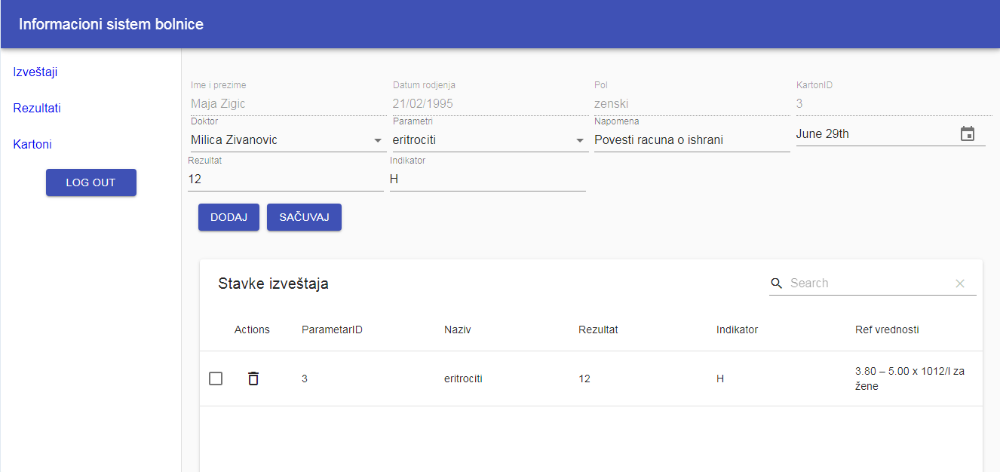 Informacioni sistem bolnice
Izveštaji
Rezultati
Kartoni
LOG OUT
Ime i prezime Datum rodjenja Pol KartonID
Maja Zigic 21/02/1995 zenski 3
Doktor Parametri Napomena
Milica Zivanovic eritrociti Povesti racuna o ishrani June 29th
Rezultat Indikator
12 H
DODAJ SAČUVAJ
Stavke izveštaja Search
Actions ParametarID Naziv Rezultat Indikator Ref vrednosti
3 eritrociti 12 H 3.80 – 5.00 x 1012/l za
žene